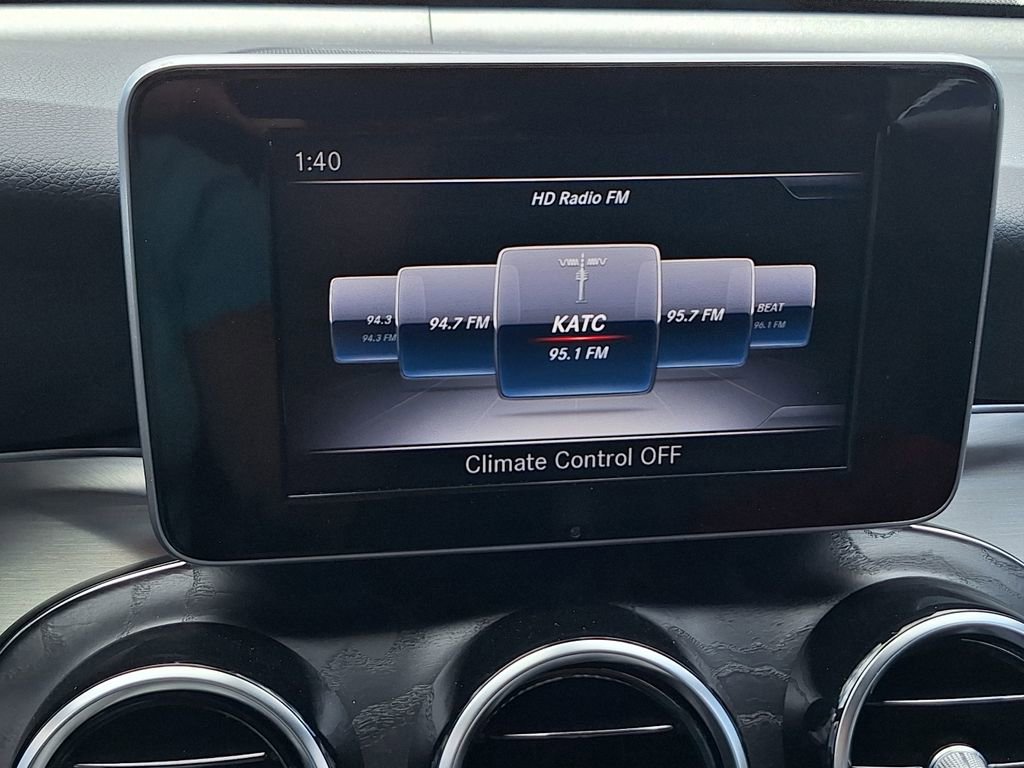 1:40
HD Radio FM
94.3
94.3 FM
94.7 FM
KATC
95.1 FM
95.7 FM
BEAT
96.1 FM
Climate Control OFF